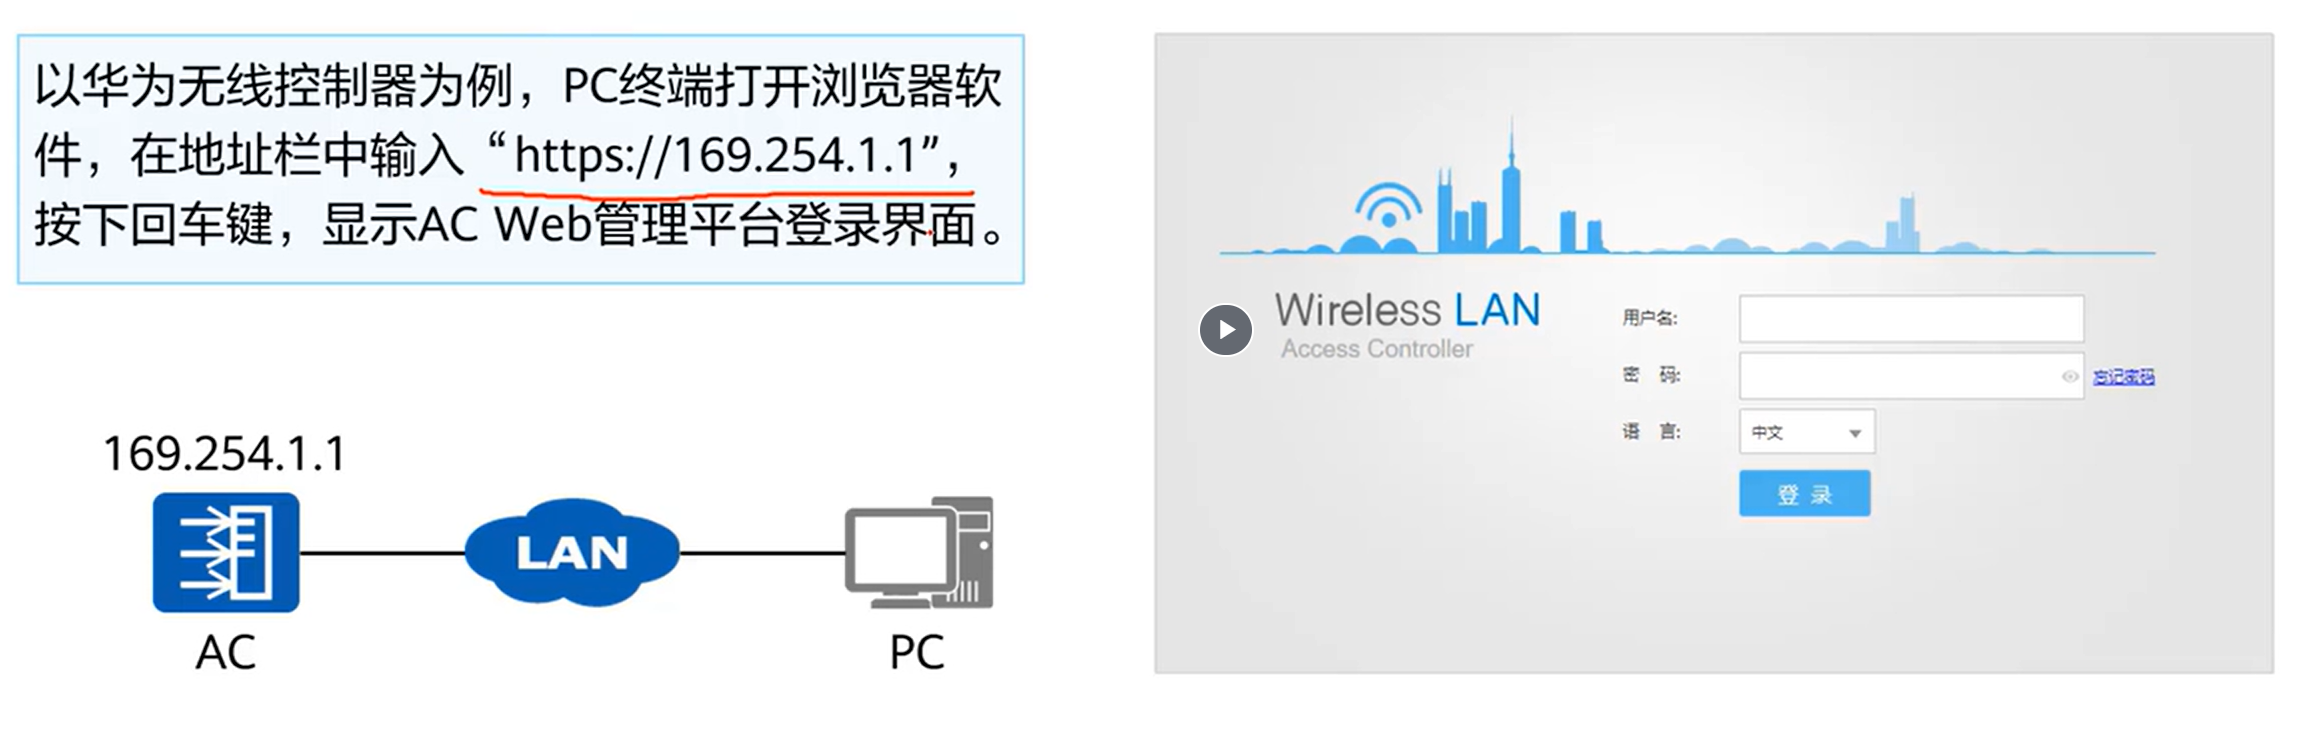 以华为无线控制器为例，PC终端打开浏览器软
件，在地址栏中输入“https://169.254.1.1”，
按下回车键，显示AC Web管理平台登录界面。
169.254.1.1
LAN
AC
PC
Wireless LAN
Access Controller
用户名:
密 码:
忘记密码
语 言:
中文
登 录